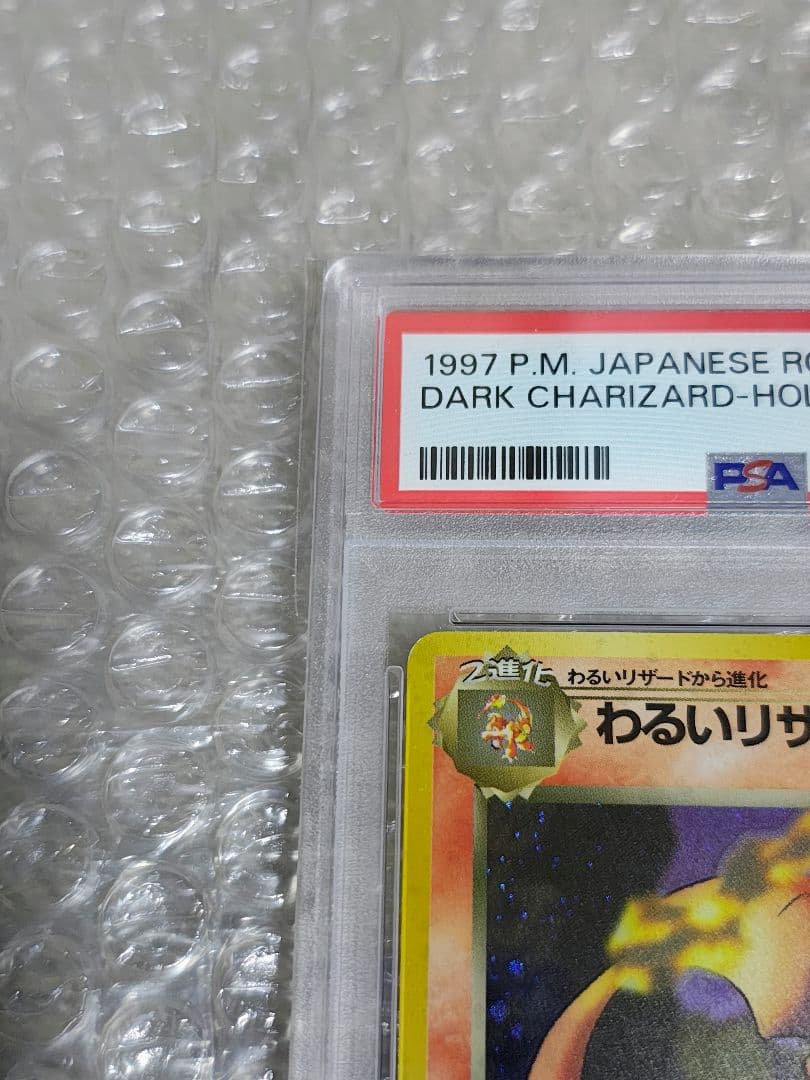 1997 P.M. JAPANESE RO
DARK CHARIZARD-HOL
PSA
2進化 わるいリザードから進化
わるいリザ